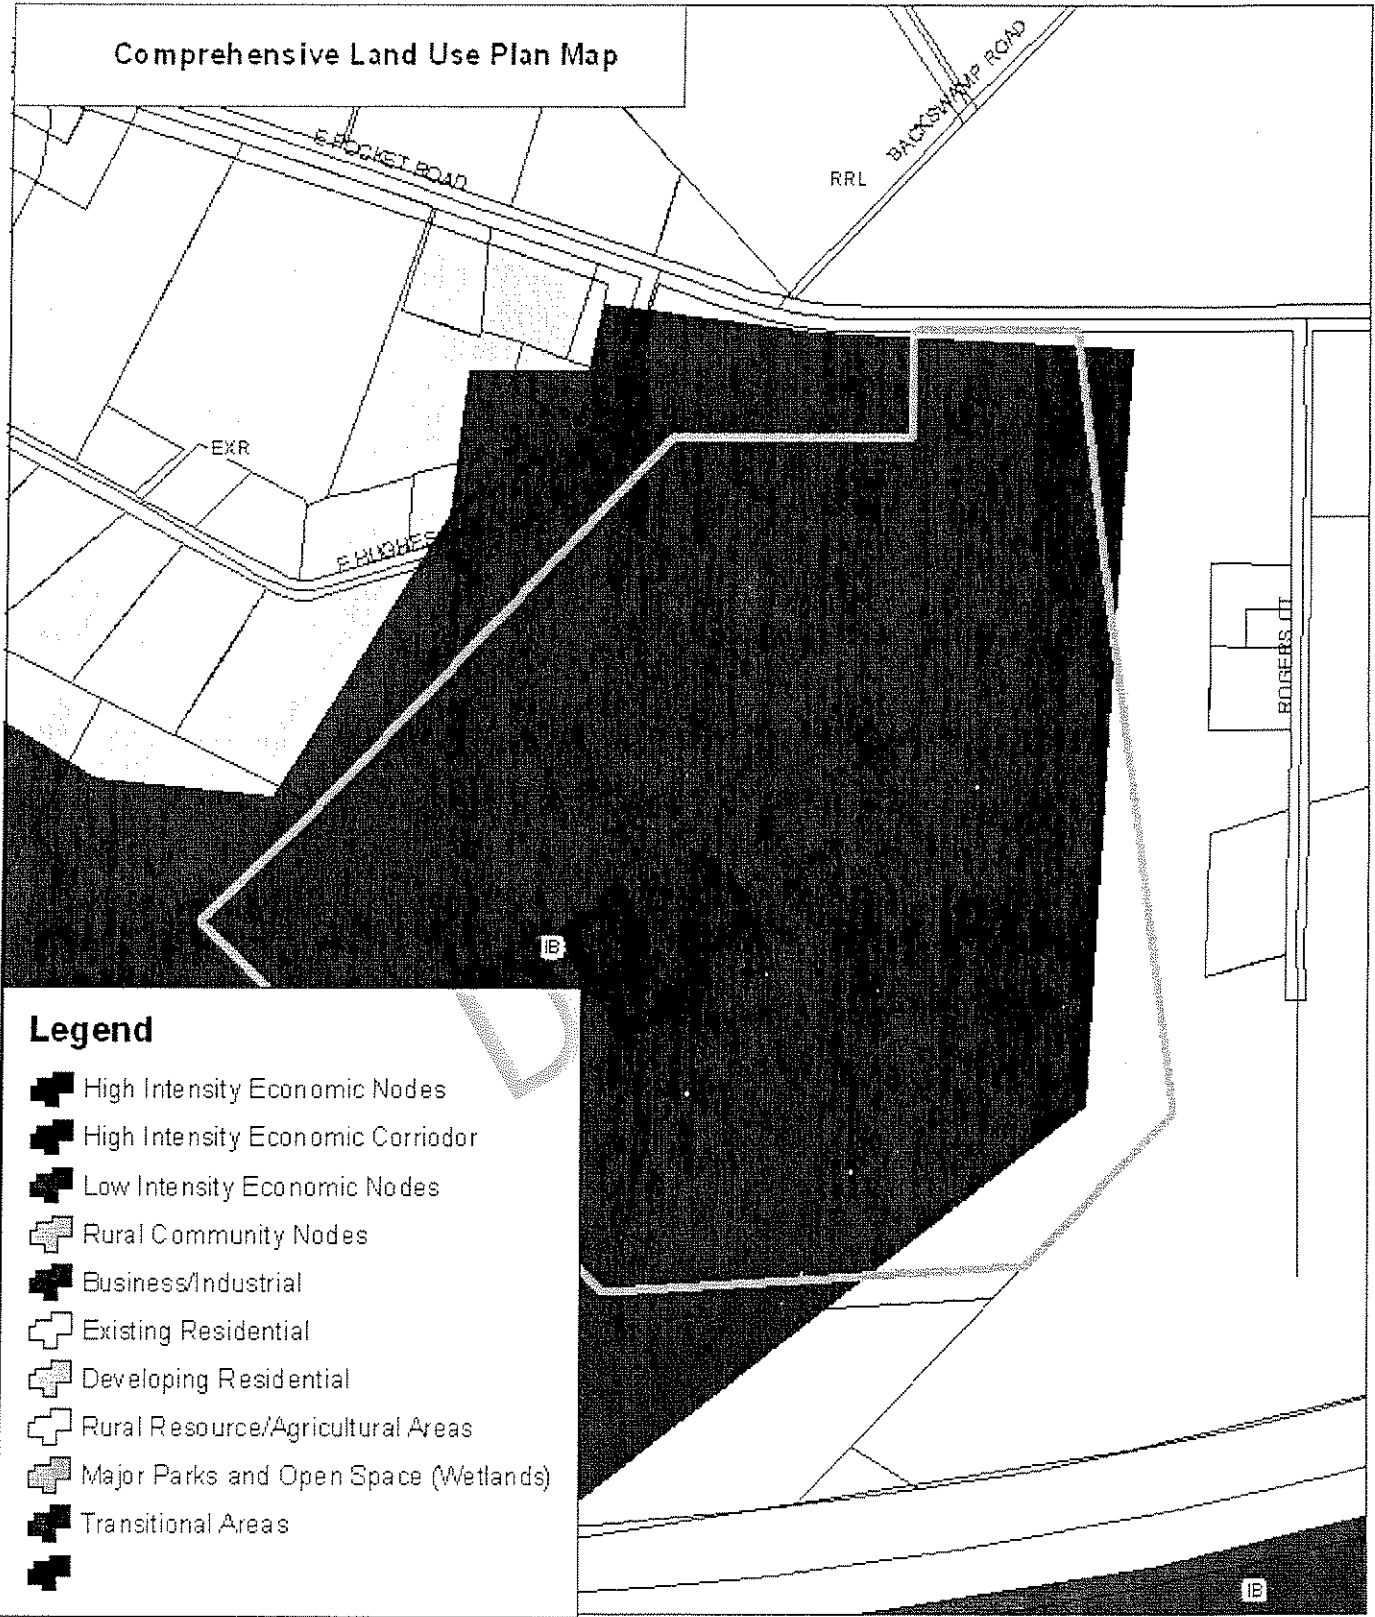 Comprehensive Land Use Plan Map
BACKSWAMP ROAD
E POCKET ROAD
RRL
EXR
E HUGHES
ROGERS CT
IB
Legend
High Intensity Economic Nodes
High Intensity Economic Corriodor
Low Intensity Economic Nodes
Rural Community Nodes
Business/Industrial
Existing Residential
Developing Residential
Rural Resource/Agricultural Areas
Major Parks and Open Space (Wetlands)
Transitional Areas
IB